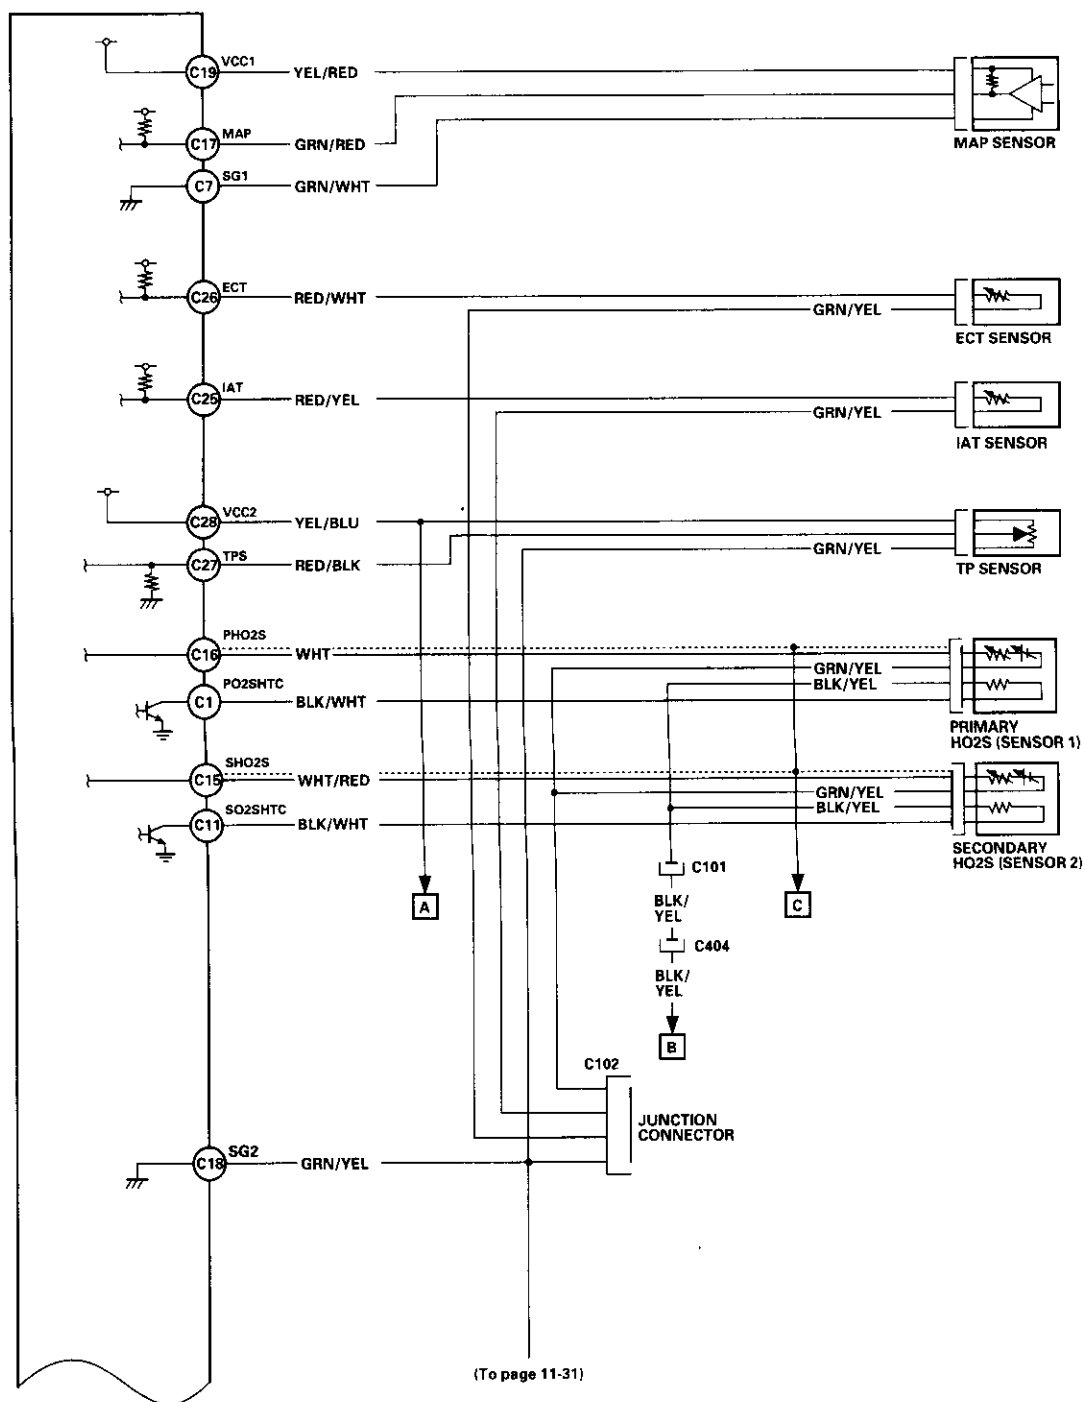 VCC1
C19 YEL/RED
MAP SENSOR
MAP
C17 GRN/RED
SG1
C7 GRN/WHT
ECT
C26 RED/WHT
GRN/YEL
ECT SENSOR
IAT
C25 RED/YEL
GRN/YEL
IAT SENSOR
VCC2
C28 YEL/BLU
TPS
C27 RED/BLK
GRN/YEL
TP SENSOR
PHO2S
C16 WHT
GRN/YEL
BLK/YEL
PO2SHTC
C1 BLK/WHT
PRIMARY
HO2S (SENSOR 1)
SHO2S
C15 WHT/RED
GRN/YEL
BLK/YEL
SO2SHTC
C11 BLK/WHT
SECONDARY
HO2S (SENSOR 2)
C101
A
BLK/
YEL
C
C404
BLK/
YEL
B
C102
JUNCTION
CONNECTOR
SG2
C18 GRN/YEL
(To page 11-31)